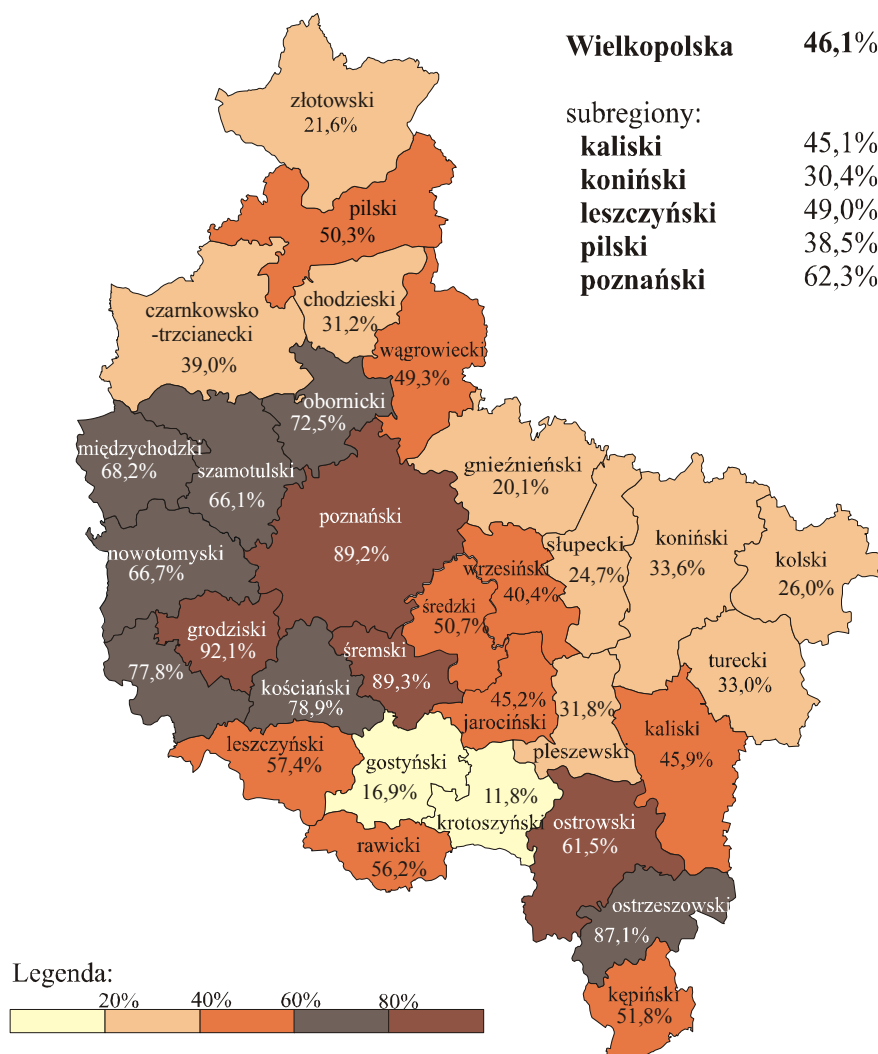 Wielkopolska 46,1%
subregiony:
kaliski 45,1%
koniński 30,4%
leszczyński 49,0%
pilski 38,5%
poznański 62,3%
złotowski
21,6%
pilski
50,3%
czarnkowsko
-trzcianecki
39,0%
chodzieski
31,2%
wągrowiecki
49,3%
obornicki
72,5%
międzychodzki
68,2%
szamotulski
66,1%
gnieźnieński
20,1%
poznański
89,2%
nowotomyski
66,7%
słupecki
24,7%
koniński
33,6%
kolski
26,0%
wrzesiński
40,4%
średzki
50,7%
grodziski
92,1%
śremski
89,3%
77,8%
kościański
78,9%
turecki
33,0%
45,2%
jarociński
31,8%
pleszewski
kaliski
45,9%
leszczyński
57,4%
gostyński
16,9%
11,8%
krotoszyński
ostrowski
61,5%
rawicki
56,2%
ostrzeszowski
87,1%
kępiński
51,8%
Legenda:
20% 40% 60% 80%